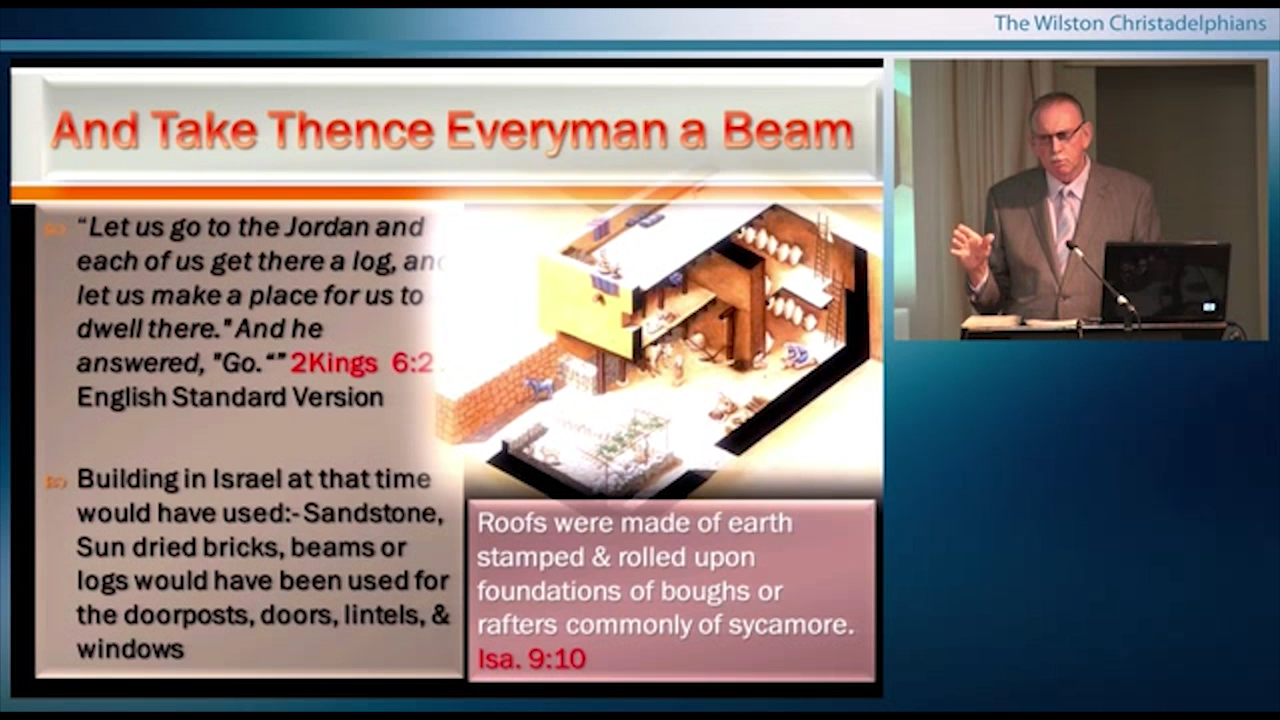 The Wilston Christadelphians
And Take Thence Everyman a Beam
“Let us go to the Jordan and
each of us get there a log, and
let us make a place for us to
dwell there." And he
answared, "Go.“” 2Kings 6:2
English Standard Version
Building in Israel at that time
would have used:- Sandstone,
Sun dried bricks, beams or
logs would have been used for
the doorposts, doors, lintels, &
windows
Roofs were made of earth
stamped & rolled upon
foundations of boughs or
rafters commonly of sycamore.
Isa. 9:10